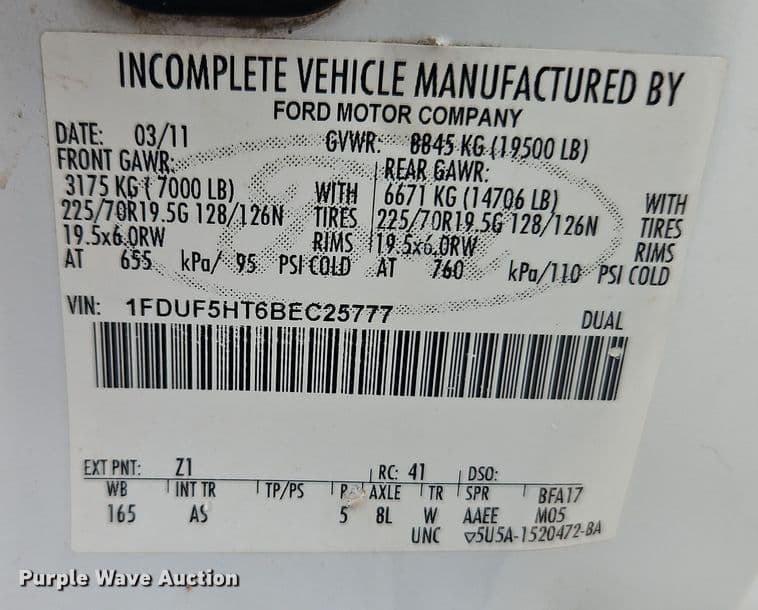 INCOMPLETE VEHICLE MANUFACTURED BY
FORD MOTOR COMPANY
DATE: 03/11 GVWR: 8845 KG (19500 LB)
FRONT GAWR: REAR GAWR:
3175 KG ( 7000 LB) WITH 6671 KG (14706 LB) WITH
225/70R19.5G 128/126N TIRES 225/70R19.5G 128/126N TIRES
19.5x6.0RW RIMS 19.5x6.0RW RIMS
AT 655 kPa/ 95 PSI COLD AT 760 kPa/110 PSI COLD
VIN: 1FDUF5HT6BEC25777
DUAL
EXT PNT: Z1 RC: 41 DSO:
WB INT TR TP/PS R AXLE TR SPR BFA17
165 AS 5 8L W AAEE M05
UNC ▽5U5A-1520472-BA
Purple Wave Auction